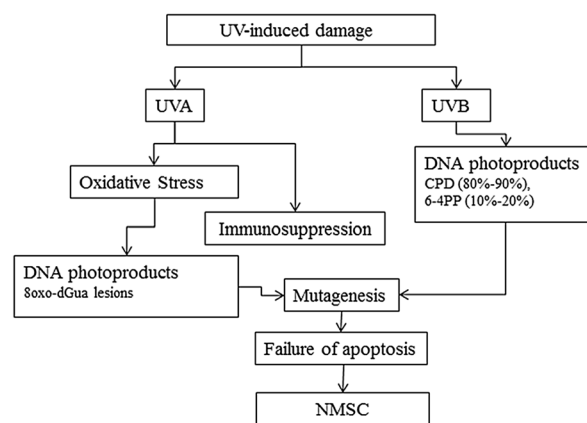 UV-induced damage
UVA
UVB
Oxidative Stress
Immunosuppression
DNA photoproducts
CPD (80%-90%),
6-4PP (10%-20%)
DNA photoproducts
8oxo-dGua lesions
Mutagenesis
Failure of apoptosis
NMSC